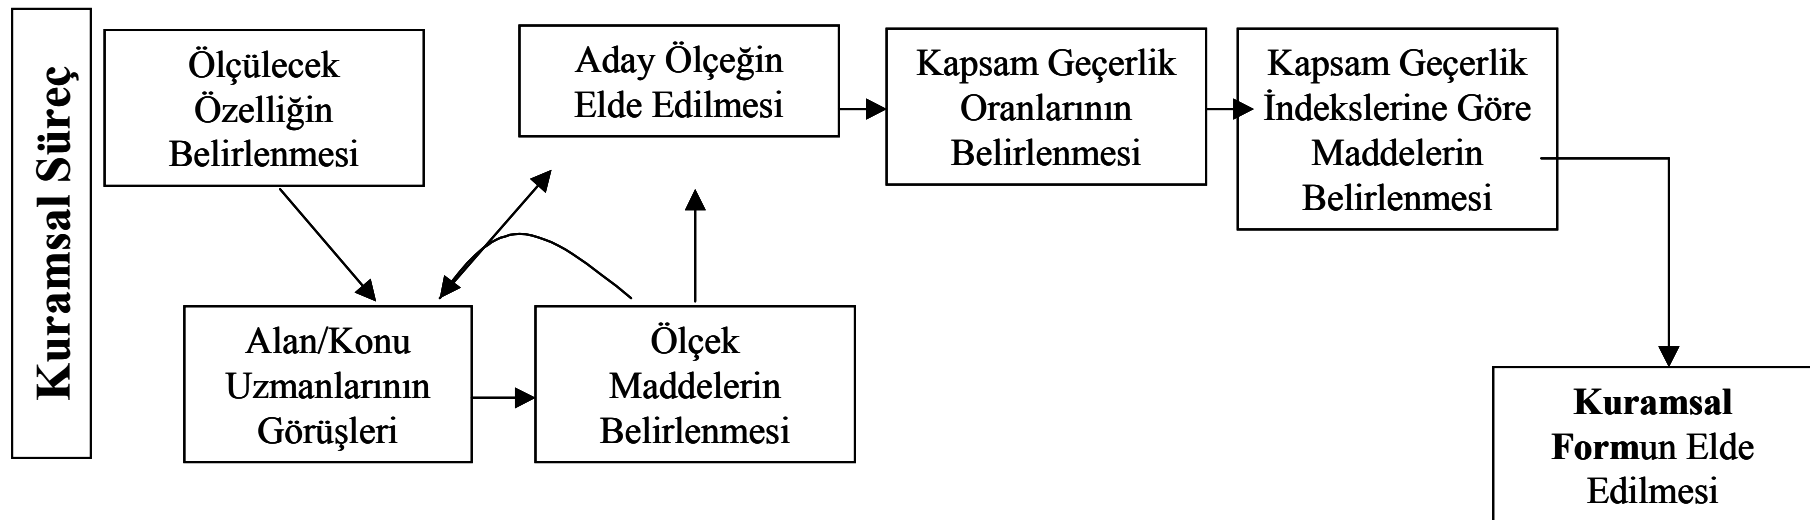 Kuramsal Süreç
Ölçülecek
Özelliğin
Belirlenmesi
Aday Ölçeğin
Elde Edilmesi
Kapsam Geçerlik
Oranlarının
Belirlenmesi
Kapsam Geçerlik
İndekslerine Göre
Maddelerin
Belirlenmesi
Alan/Konu
Uzmanlarının
Görüşleri
Ölçek
Maddelerin
Belirlenmesi
Kuramsal
Formun Elde
Edilmesi